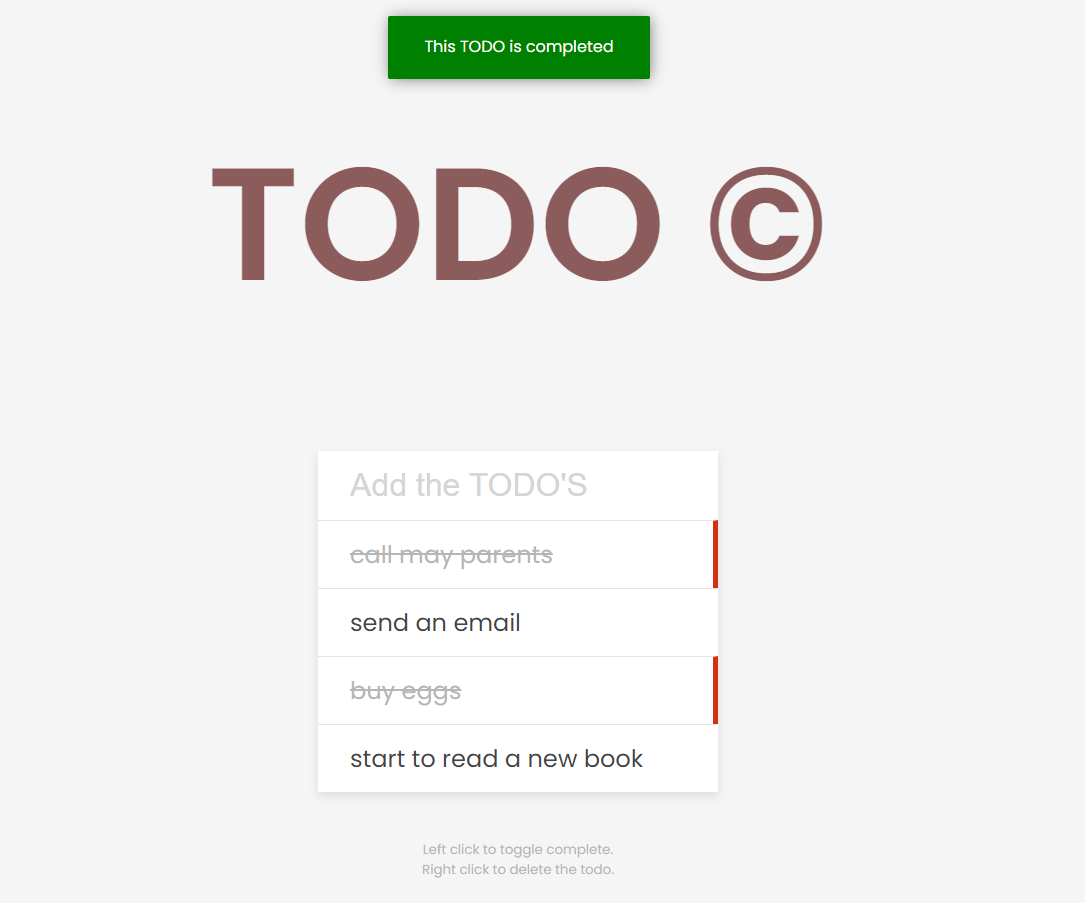 This TODO is completed
TODO ©
Add the TODO'S
call may parents
send an email
buy eggs
start to read a new book
Left click to toggle complete.
Right click to delete the todo.